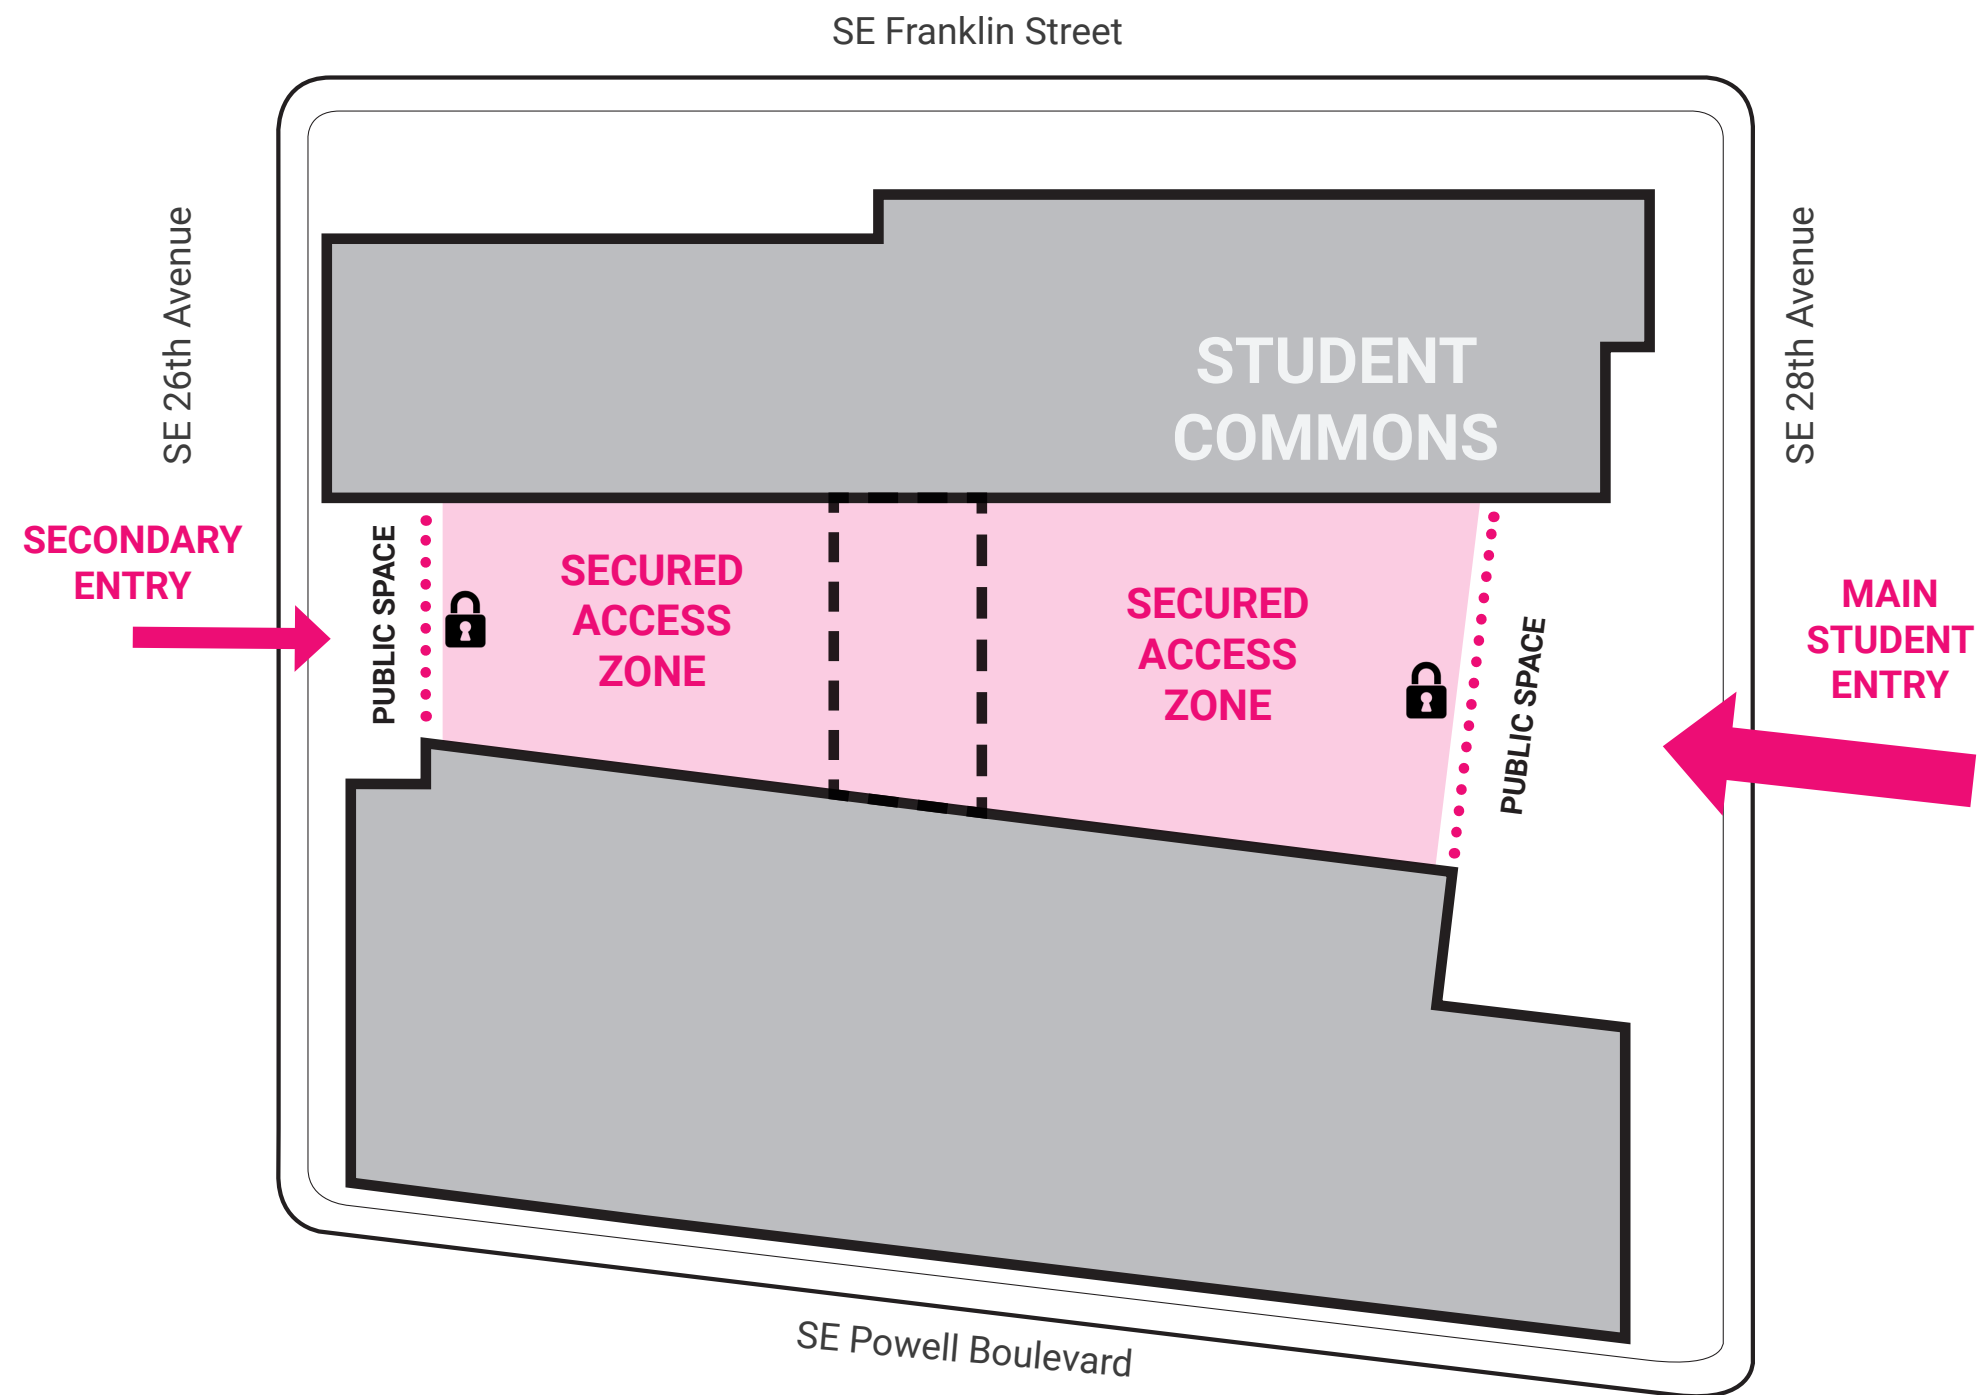 SE Franklin Street
SE 26th Avenue
SE 28th Avenue
STUDENT
COMMONS
SECONDARY
ENTRY
PUBLIC SPACE
SECURED
ACCESS
ZONE
SECURED
ACCESS
ZONE
PUBLIC SPACE
MAIN
STUDENT
ENTRY
SE Powell Boulevard